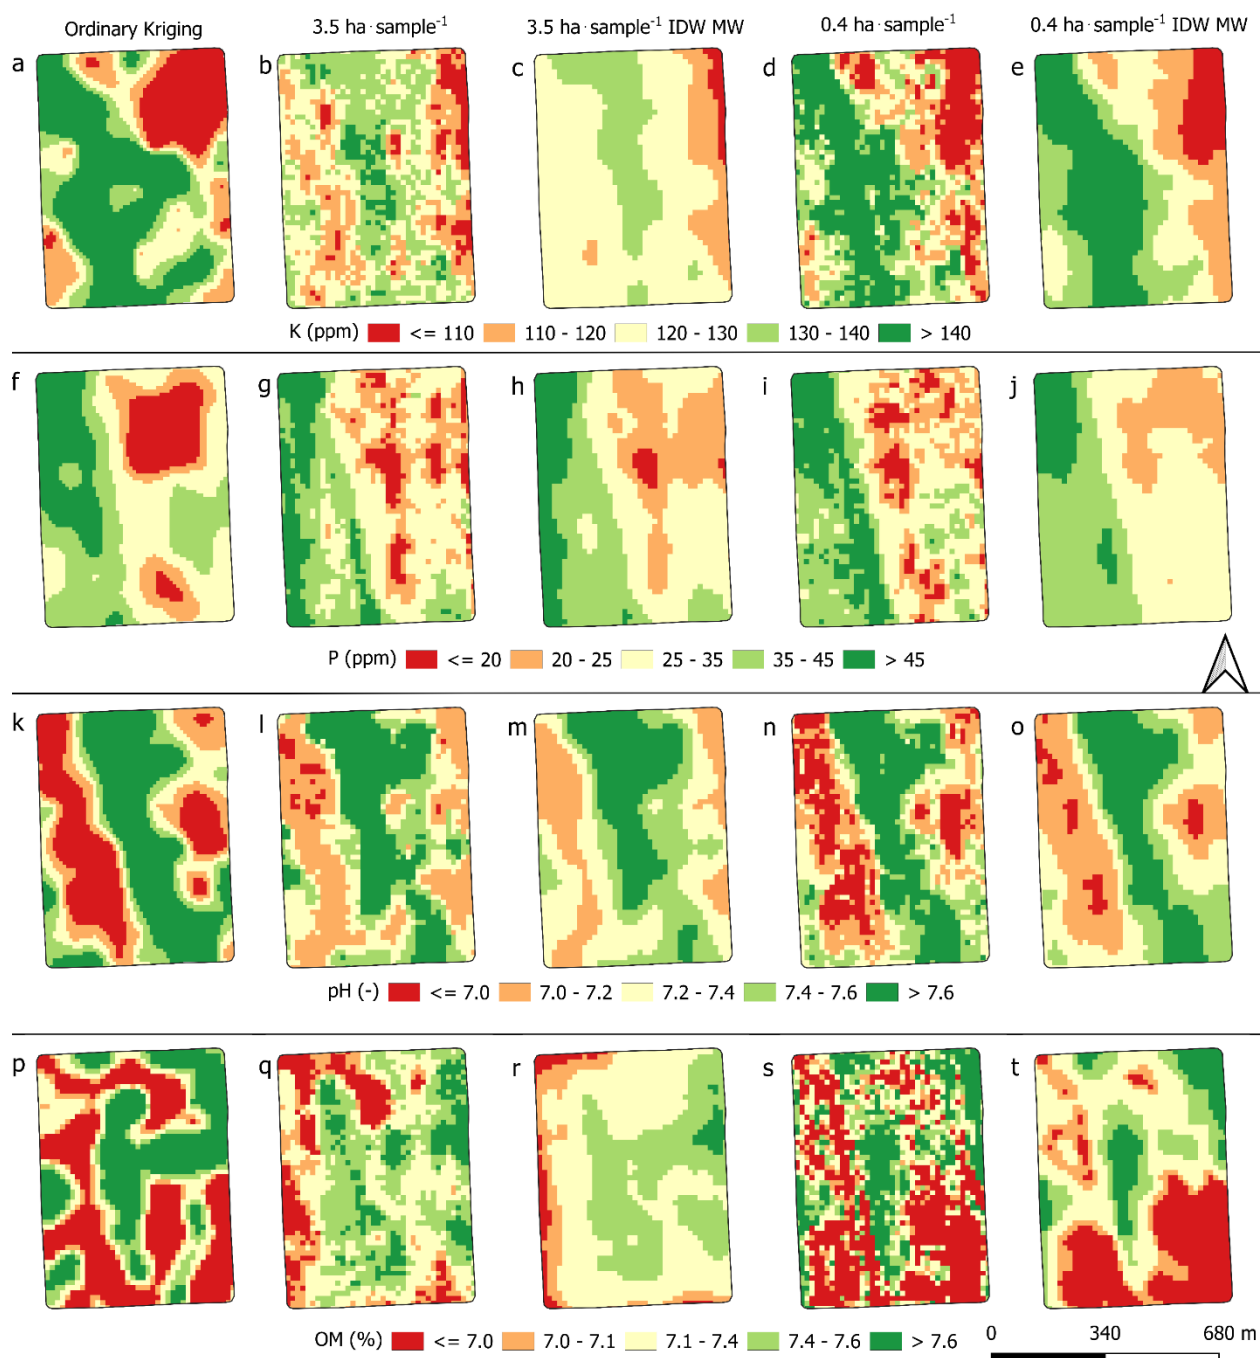 Ordinary Kriging 3.5 ha·sample⁻¹ 3.5 ha·sample⁻¹ IDW MW 0.4 ha·sample⁻¹ 0.4 ha·sample⁻¹ IDW MW
a b c d e
K (ppm) <= 110 110 - 120 120 - 130 130 - 140 > 140
f g h i j
P (ppm) <= 20 20 - 25 25 - 35 35 - 45 > 45
k l m n o
pH (-) <= 7.0 7.0 - 7.2 7.2 - 7.4 7.4 - 7.6 > 7.6
p q r s t
OM (%) <= 7.0 7.0 - 7.1 7.1 - 7.4 7.4 - 7.6 > 7.6
0 340 680 m